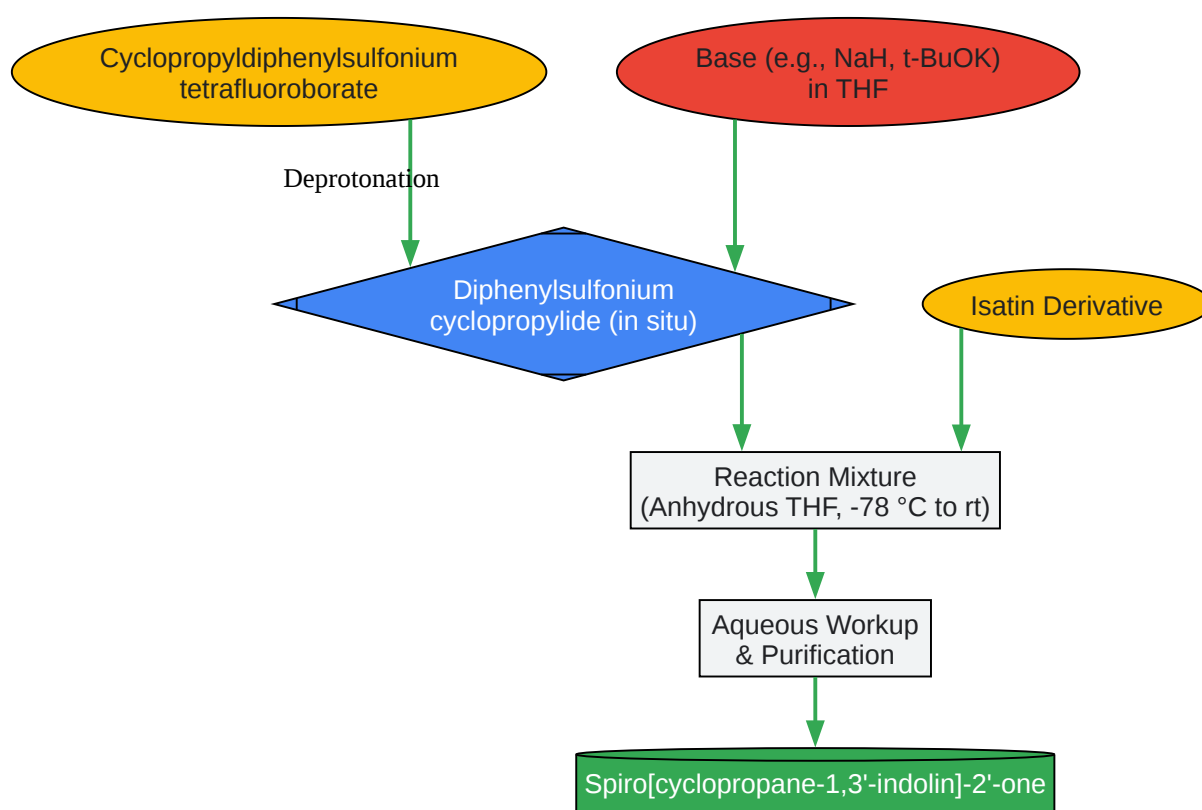 Cyclopropyldiphenylsulfonium
tetrafluoroborate
Base (e.g., NaH, t-BuOK)
in THF
Deprotonation
Diphenylsulfonium
cyclopropylide (in situ)
Isatin Derivative
Reaction Mixture
(Anhydrous THF, -78 °C to rt)
Aqueous Workup
& Purification
Spiro[cyclopropane-1,3'-indolin]-2'-one